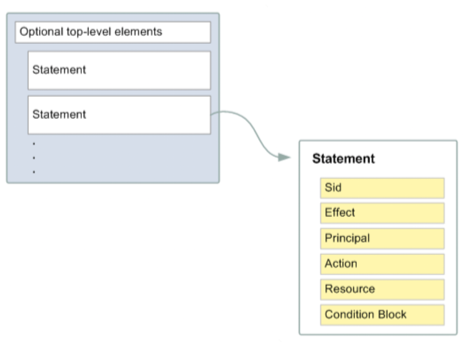 Optional top-level elements
Statement
Statement
.
.
.
Statement
Sid
Effect
Principal
Action
Resource
Condition Block